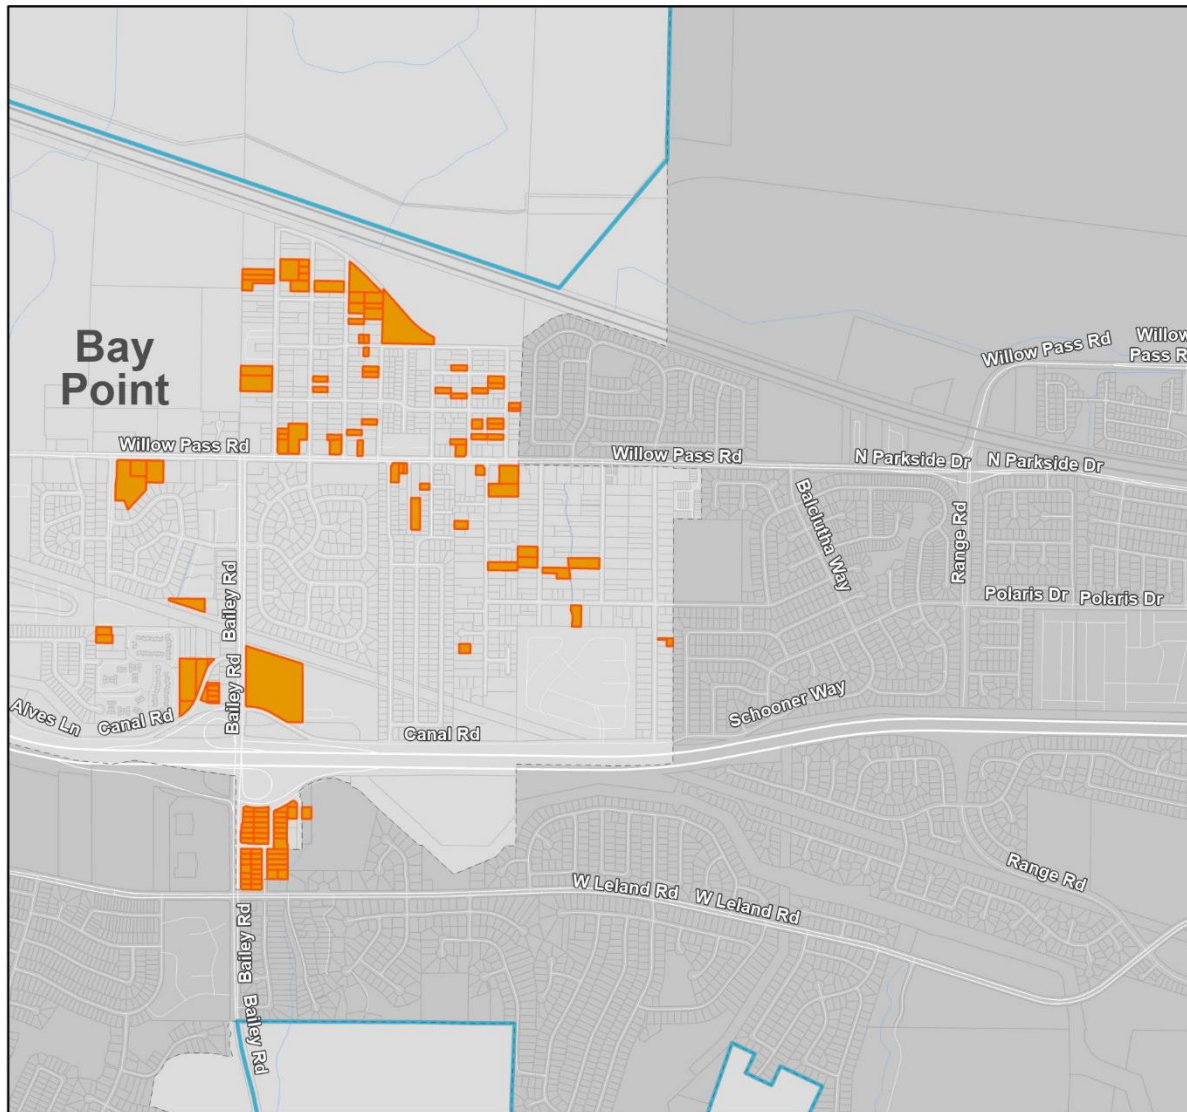 Willow Pass Rd
Willow
Pass R
Bay
Point
Willow Pass Rd
Willow Pass Rd
N Parkside Dr
N Parkside Dr
Balclutha Way
Range Rd
Bailey Rd
Polaris Dr
Polaris Dr
Bailey Rd
Alves Ln
Canal Rd
Canal Rd
Schooner Way
Range Rd
W Leland Rd
W Leland Rd
Bailey Rd
Bailey Rd